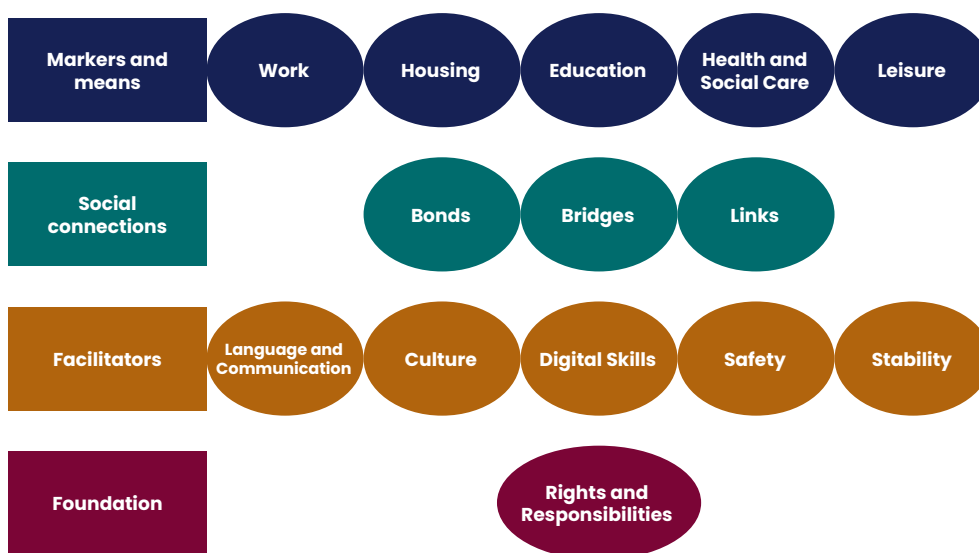 Markers and
means
Work
Housing
Education
Health and
Social Care
Leisure
Social
connections
Bonds
Bridges
Links
Facilitators
Language and
Communication
Culture
Digital Skills
Safety
Stability
Foundation
Rights and
Responsibilities